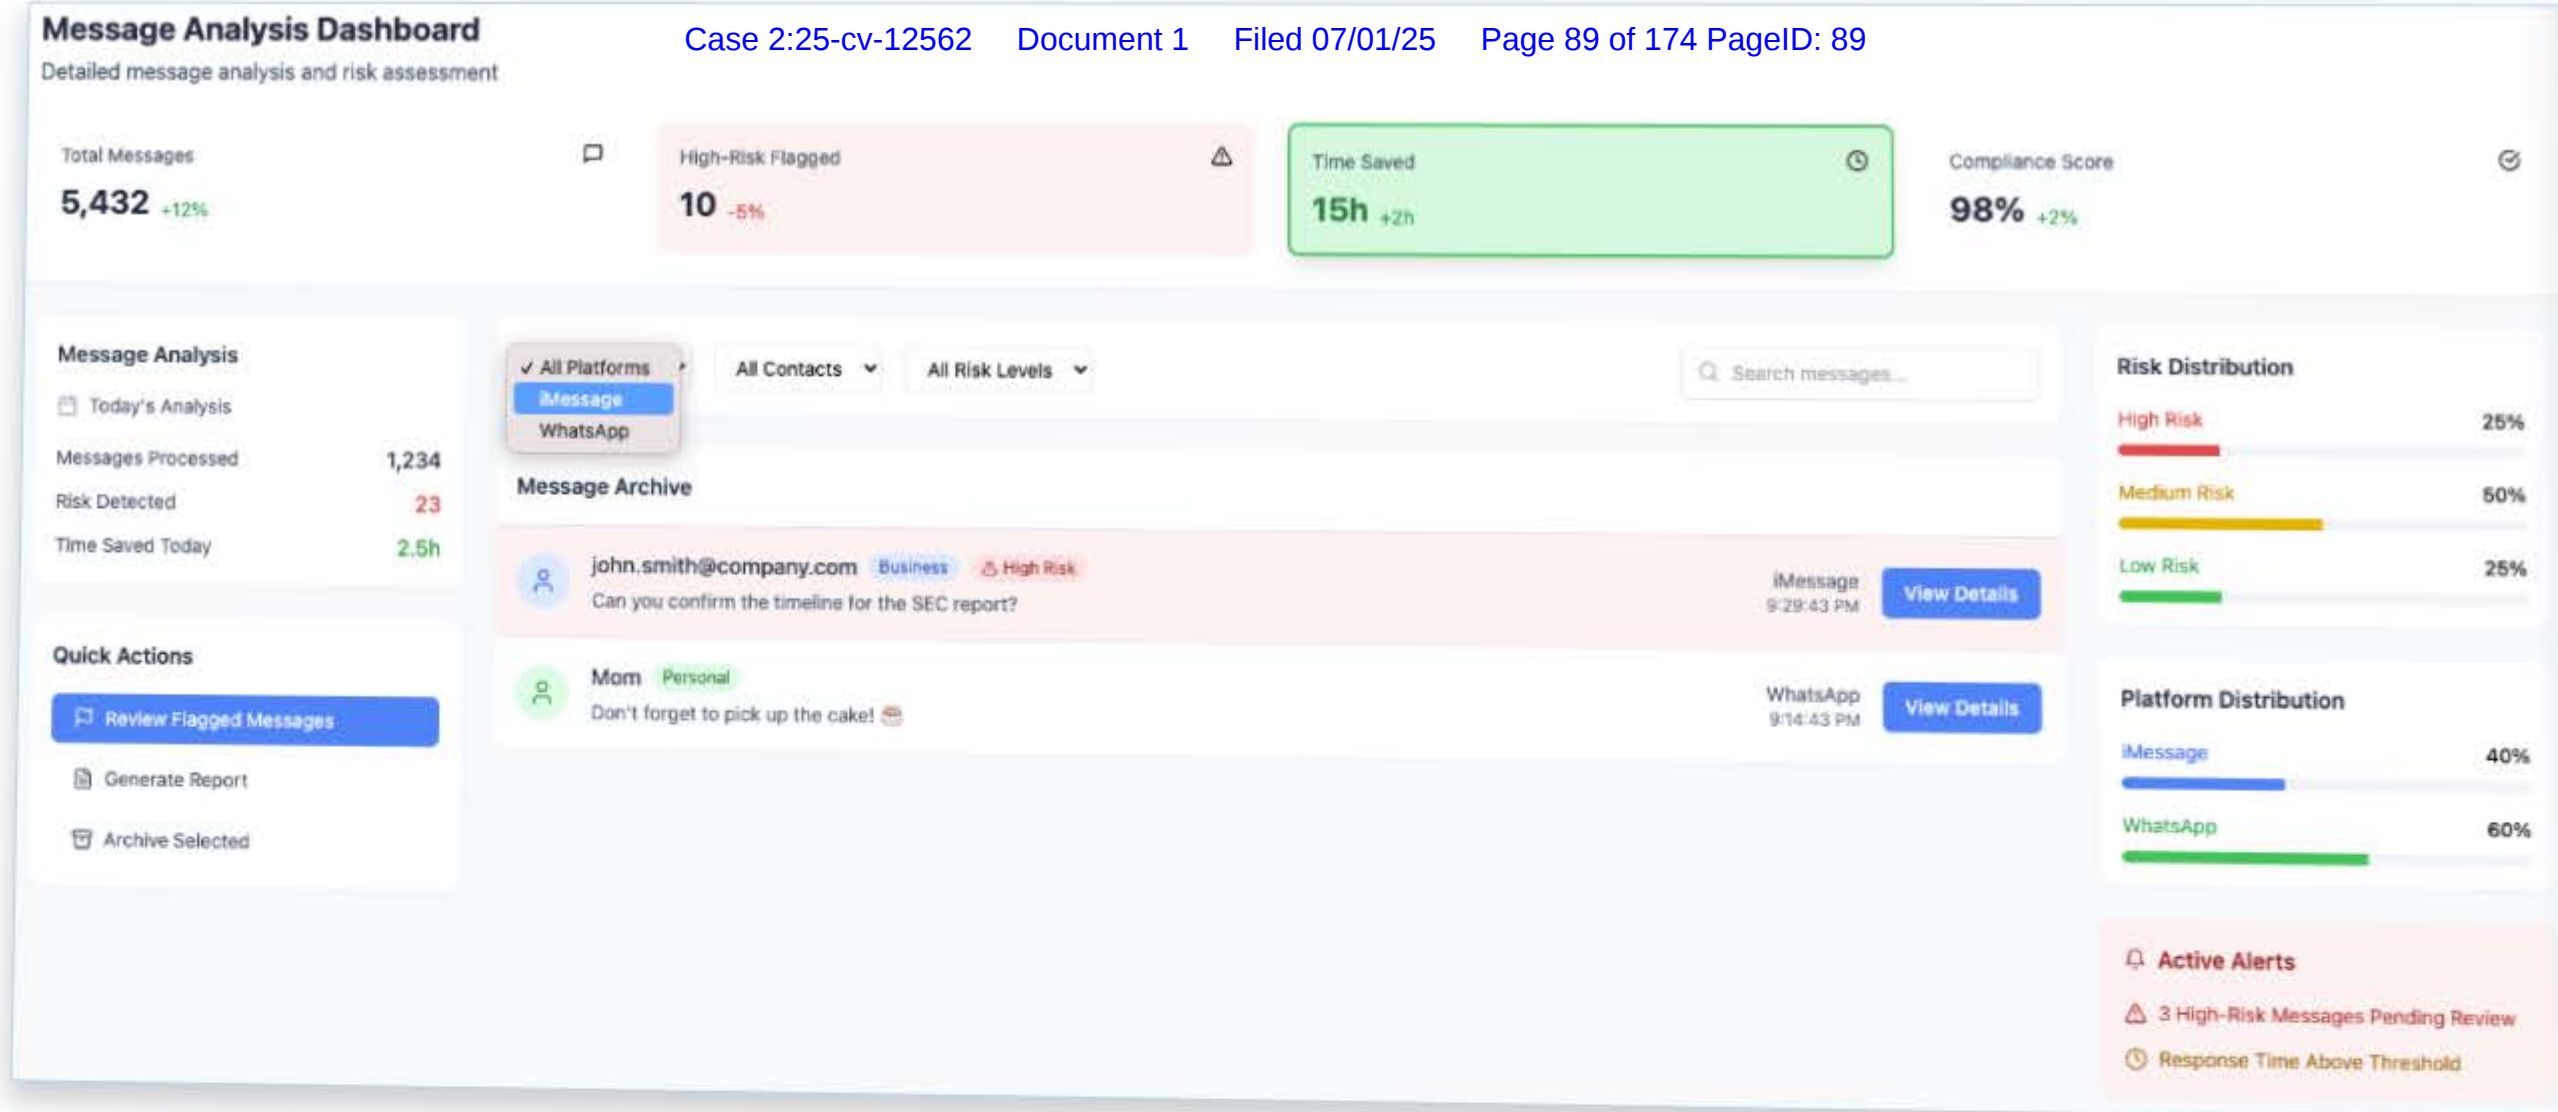 Message Analysis Dashboard
Case 2:25-cv-12562 Document 1 Filed 07/01/25 Page 89 of 174 PageID: 89
Detailed message analysis and risk assessment
Total Messages
5,432 +12%
High-Risk Flagged
10 -5%
Time Saved
15h +2h
Compliance Score
98% +2%
Message Analysis
Today's Analysis
Messages Processed 1,234
Risk Detected 23
Time Saved Today 2.5h
Quick Actions
Review Flagged Messages
Generate Report
Archive Selected
✓ All Platforms
iMessage
WhatsApp
All Contacts
All Risk Levels
Search messages...
Message Archive
john.smith@company.com Business High Risk
Can you confirm the timeline for the SEC report?
iMessage
9:29:43 PM
View Details
Mom Personal
Don't forget to pick up the cake! 🎂
WhatsApp
9:14:43 PM
View Details
Risk Distribution
High Risk 25%
Medium Risk 50%
Low Risk 25%
Platform Distribution
iMessage 40%
WhatsApp 60%
Active Alerts
3 High-Risk Messages Pending Review
Response Time Above Threshold